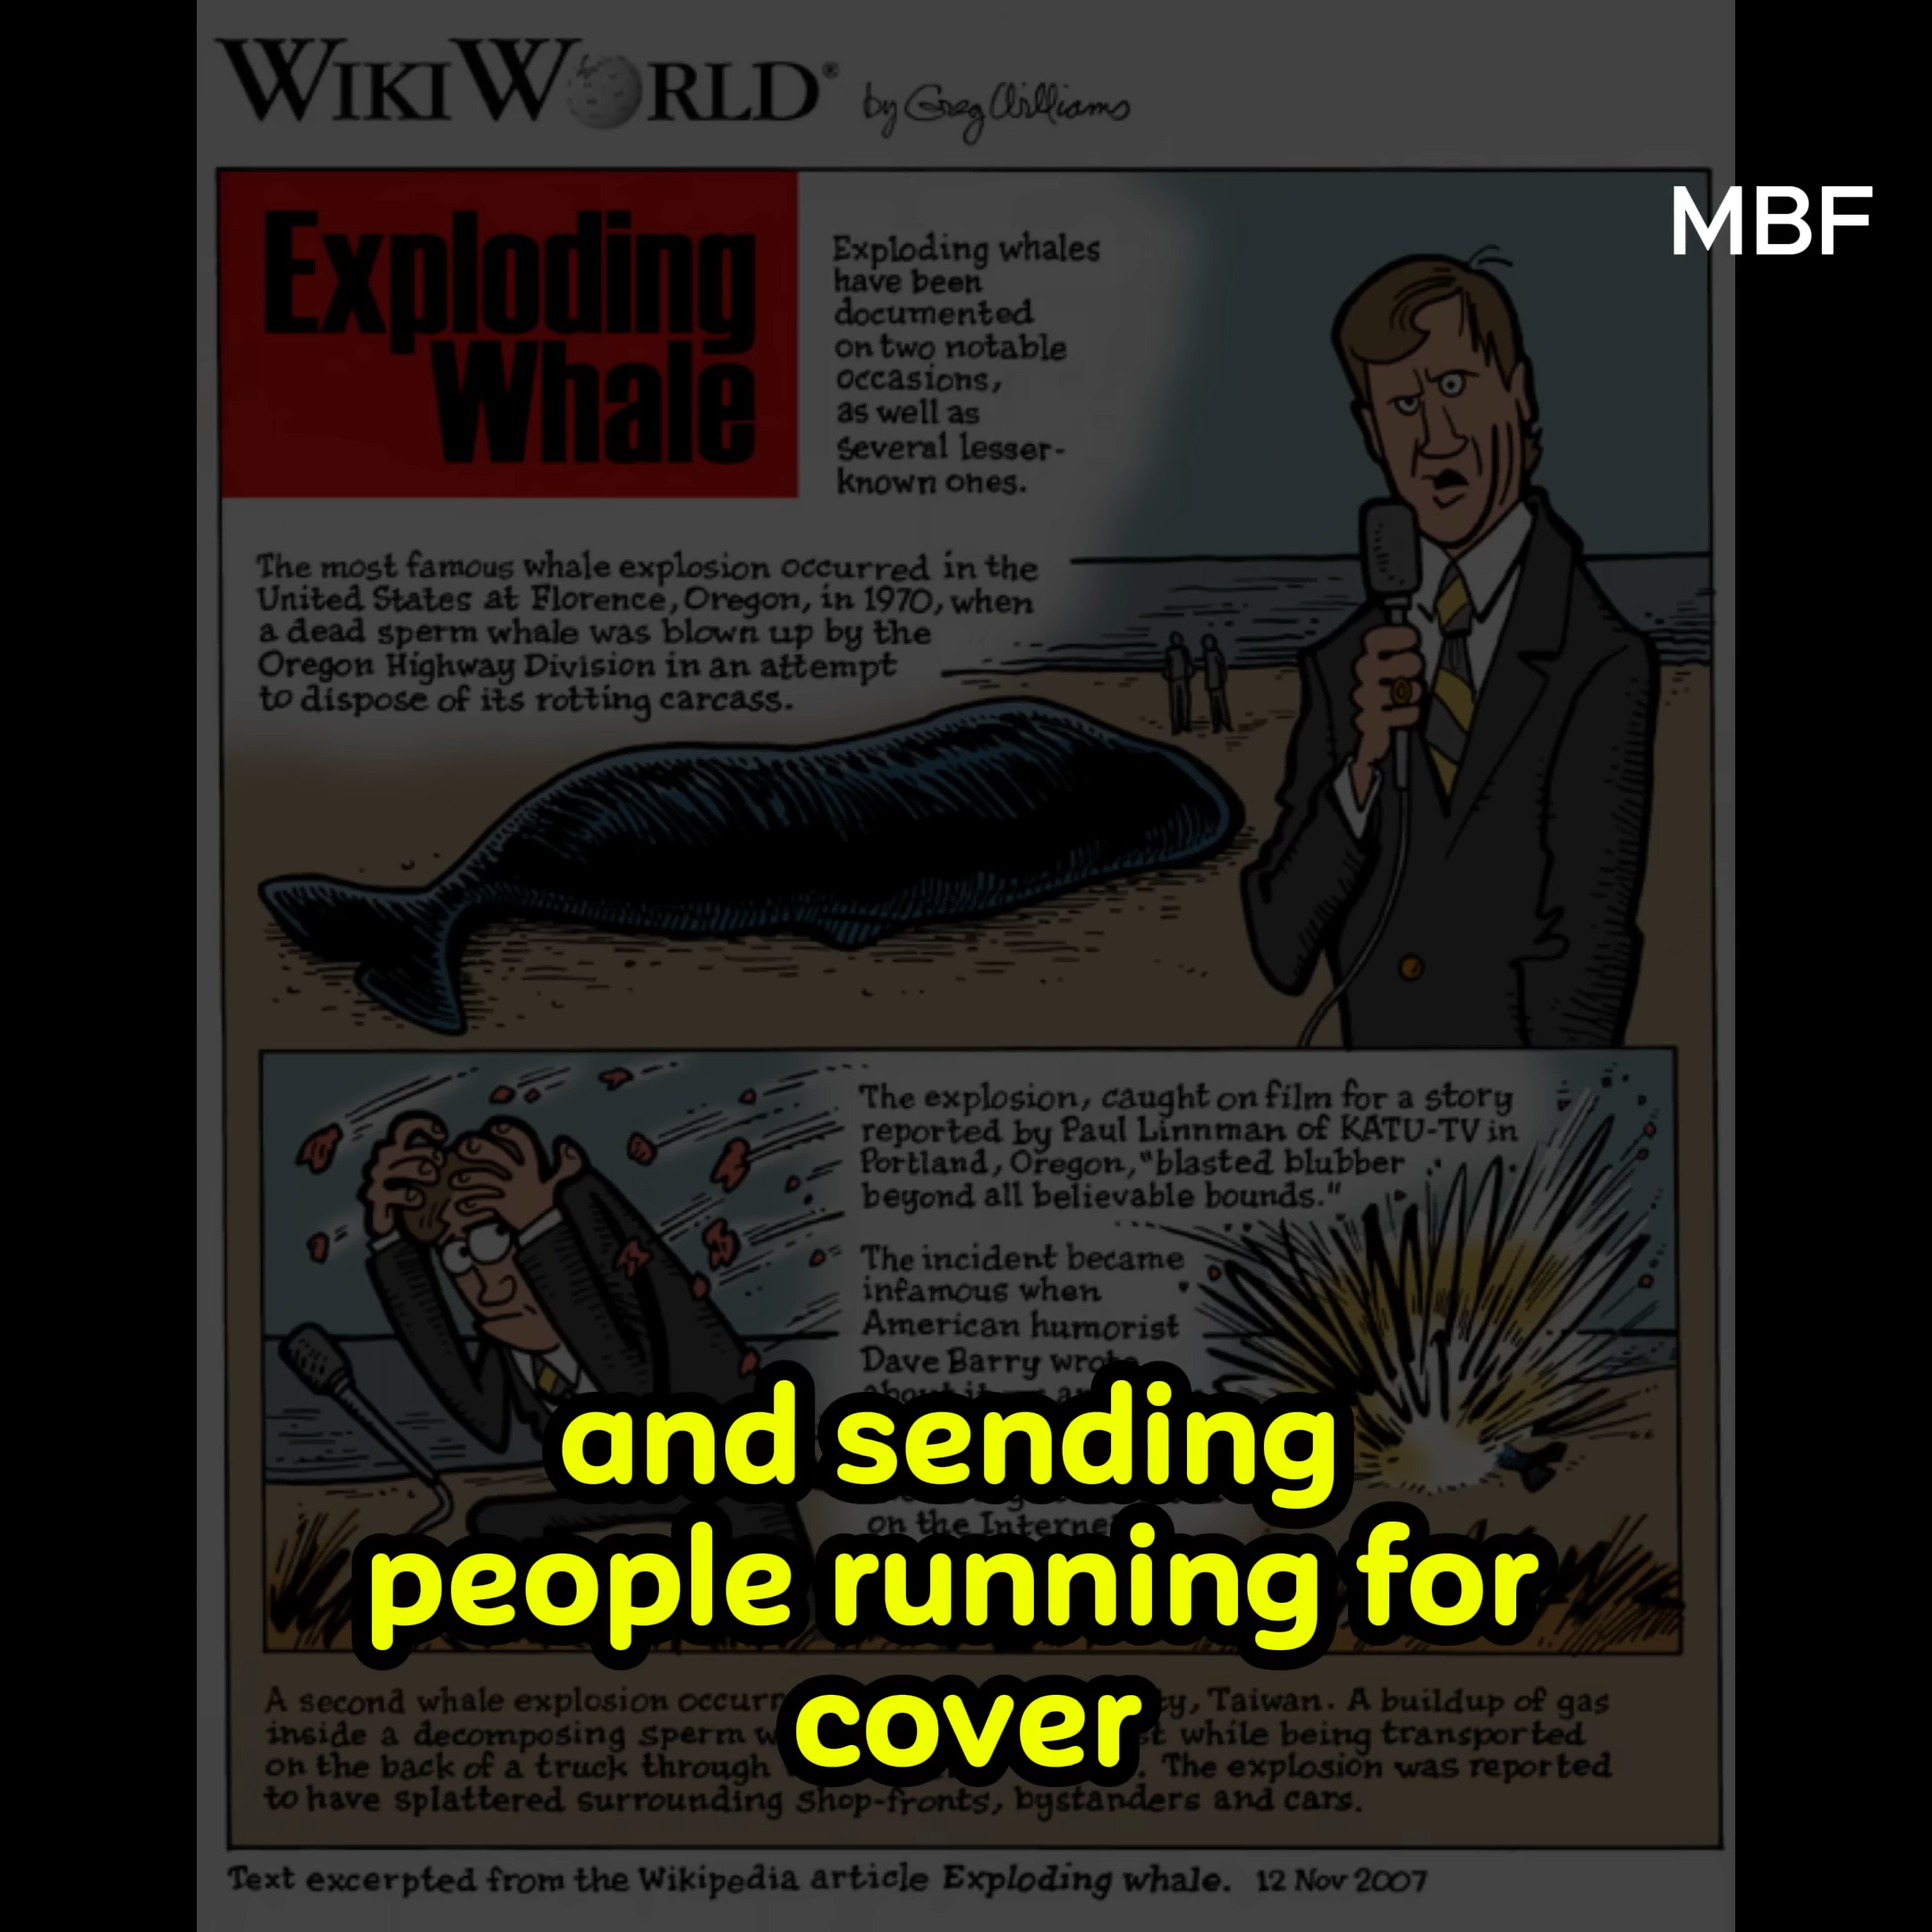 WIKIWORLD® by Greg Williams
MBF
Exploding
Whale
Exploding whales
have been
documented
on two notable
occasions,
as well as
several lesser-
known ones.
The most famous whale explosion occurred in the
United States at Florence, Oregon, in 1970, when
a dead sperm whale was blown up by the
Oregon Highway Division in an attempt
to dispose of its rotting carcass.
The explosion, caught on film for a story
reported by Paul Linnman of KATU-TV in
Portland, Oregon, "blasted blubber
beyond all believable bounds."
The incident became
infamous when
American humorist
Dave Barry wrote
about it
on the Internet
and sending
people running for
cover
A second whale explosion , Taiwan. A buildup of gas
inside a decomposing sperm while being transported
on the back of a truck through . The explosion was reported
to have splattered surrounding shop-fronts, bystanders and cars.
Text excerpted from the Wikipedia article Exploding whale. 12 Nov 2007